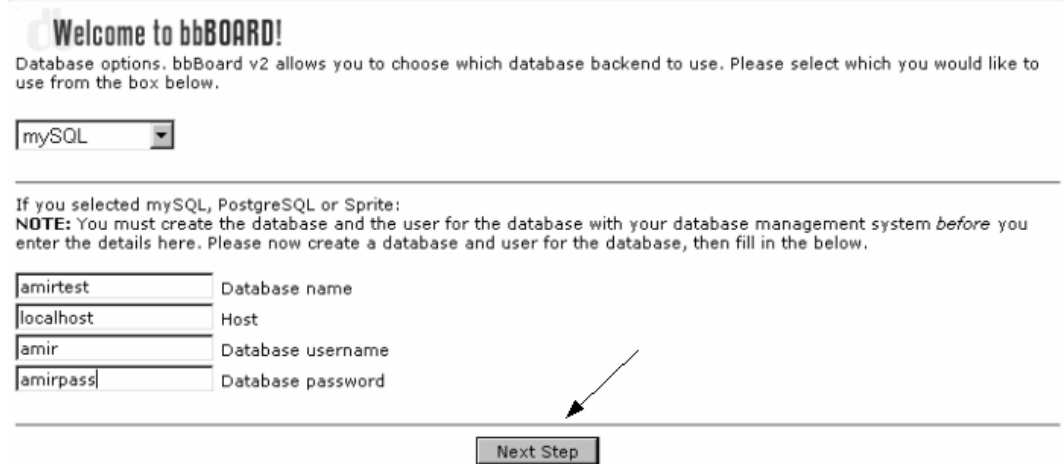 Welcome to bbBOARD!
Database options. bbBoard v2 allows you to choose which database backend to use. Please select which you would like to
use from the box below.
mySQL
If you selected mySQL, PostgreSQL or Sprite:
NOTE: You must create the database and the user for the database with your database management system before you
enter the details here. Please now create a database and user for the database, then fill in the below.
amirtest Database name
localhost Host
amir Database username
amirpass Database password
Next Step